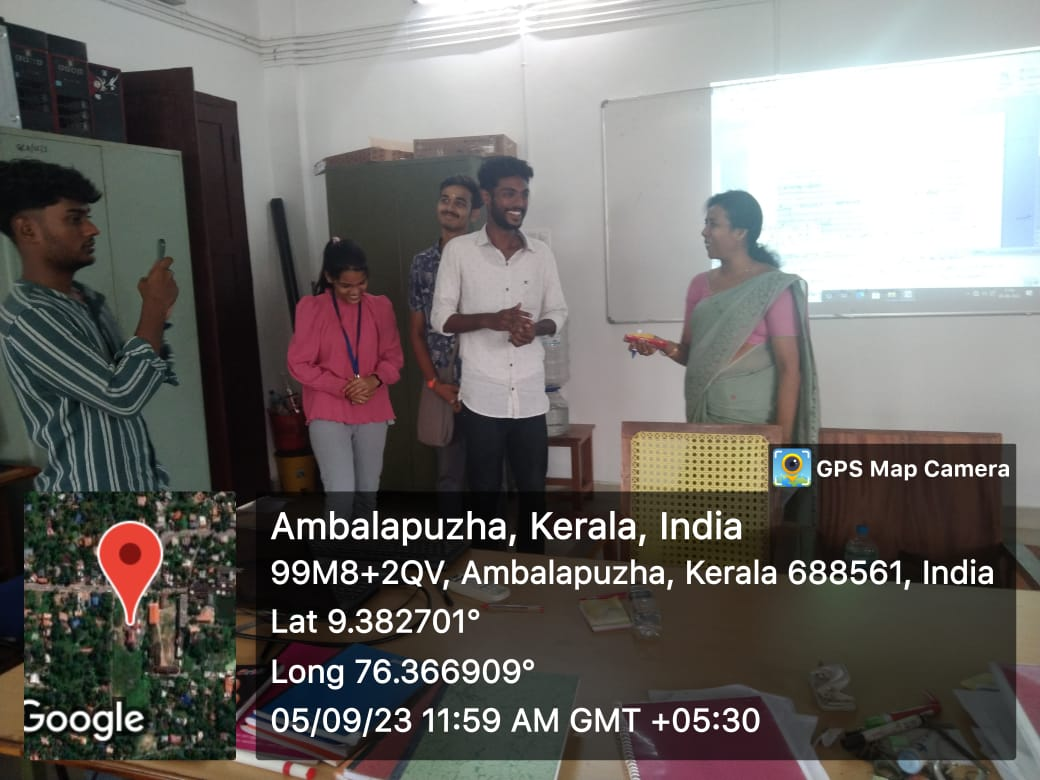 GPS Map Camera
Ambalapuzha, Kerala, India
99M8+2QV, Ambalapuzha, Kerala 688561, India
Lat 9.382701°
Long 76.366909°
05/09/23 11:59 AM GMT +05:30
Google